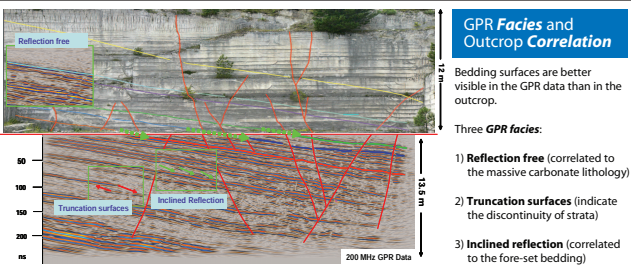 Reflection free
12 m
50
100
150
200
ns
Truncation surfaces
Inclined Reflection
13.5 m
200 MHz GPR Data
GPR Facies and
Outcrop Correlation
Bedding surfaces are better
visible in the GPR data than in the
outcrop.
Three GPR facies:
1) Reflection free (correlated to
the massive carbonate lithology)
2) Truncation surfaces (indicate
the discontinuity of strata)
3) Inclined reflection (correlated
to the fore-set bedding)